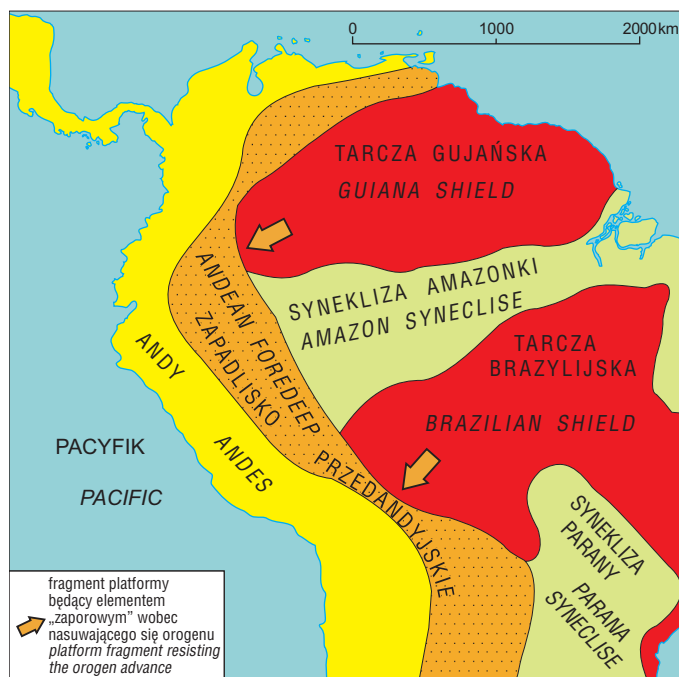 0 1000 2000km
TARCZA GUJAŃSKA
GUIANA SHIELD
SYNEKLIZA AMAZONKI
AMAZON SYNECLISE
ANDEAN FOREDEEP
ZAPADLISKO
PRZEDANDYJSKIE
TARCZA
BRAZYLIJSKA
BRAZILIAN SHIELD
ANDY
ANDES
PACYFIK
PACIFIC
SYNEKLIZA
PARANY
PARANA
SYNECLISE
fragment platformy
będący elementem
„zaporowym” wobec
nasuwającego się orogenu
platform fragment resisting
the orogen advance